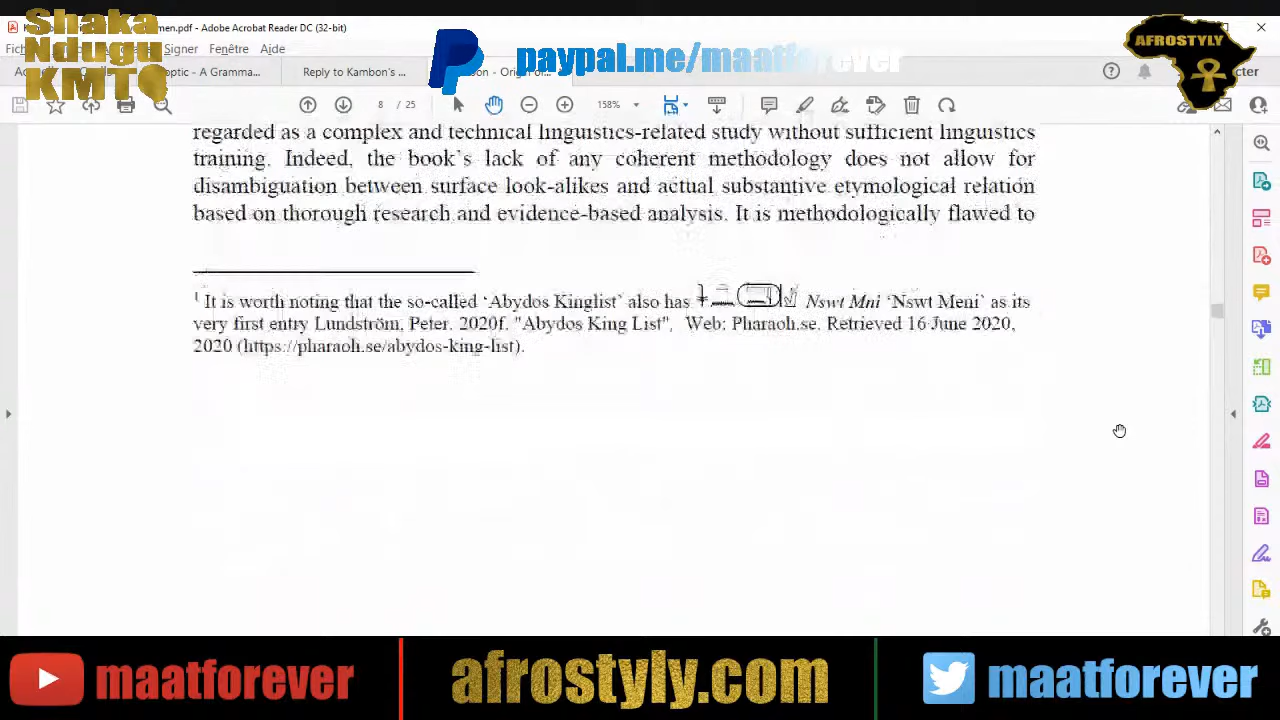 Shaka
Ndugu
KMT
men.pdf - Adobe Acrobat Reader DC (32-bit)
Signer Fenêtre Aide
paypal.me/maatforever
AFROSTYLY
optic - A Gramma... Reply to Kambon's ...
8 / 25 158%
regarded as a complex and technical linguistics-related study without sufficient linguistics
training. Indeed, the book's lack of any coherent methodology does not allow for
disambiguation between surface look-alikes and actual substantive etymological relation
based on thorough research and evidence-based analysis. It is methodologically flawed to
1 It is worth noting that the so-called ‘Abydos Kinglist’ also has Nswt Mni ‘Nswt Meni’ as its
very first entry Lundström, Peter. 2020f. "Abydos King List", Web: Pharaoh.se. Retrieved 16 June 2020,
2020 (https://pharaoh.se/abydos-king-list).
maatforever afrostyly.com maatforever